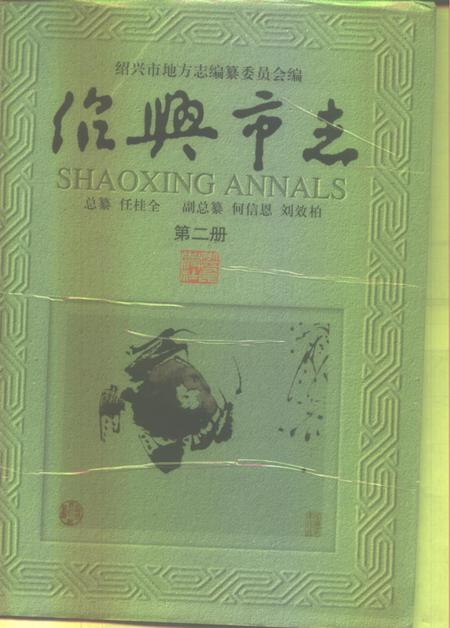 绍兴市地方志编纂委员会编
绍興市志
SHAOXING ANNALS
总纂 任桂全 副总纂 何信恩 刘效柏
第二册